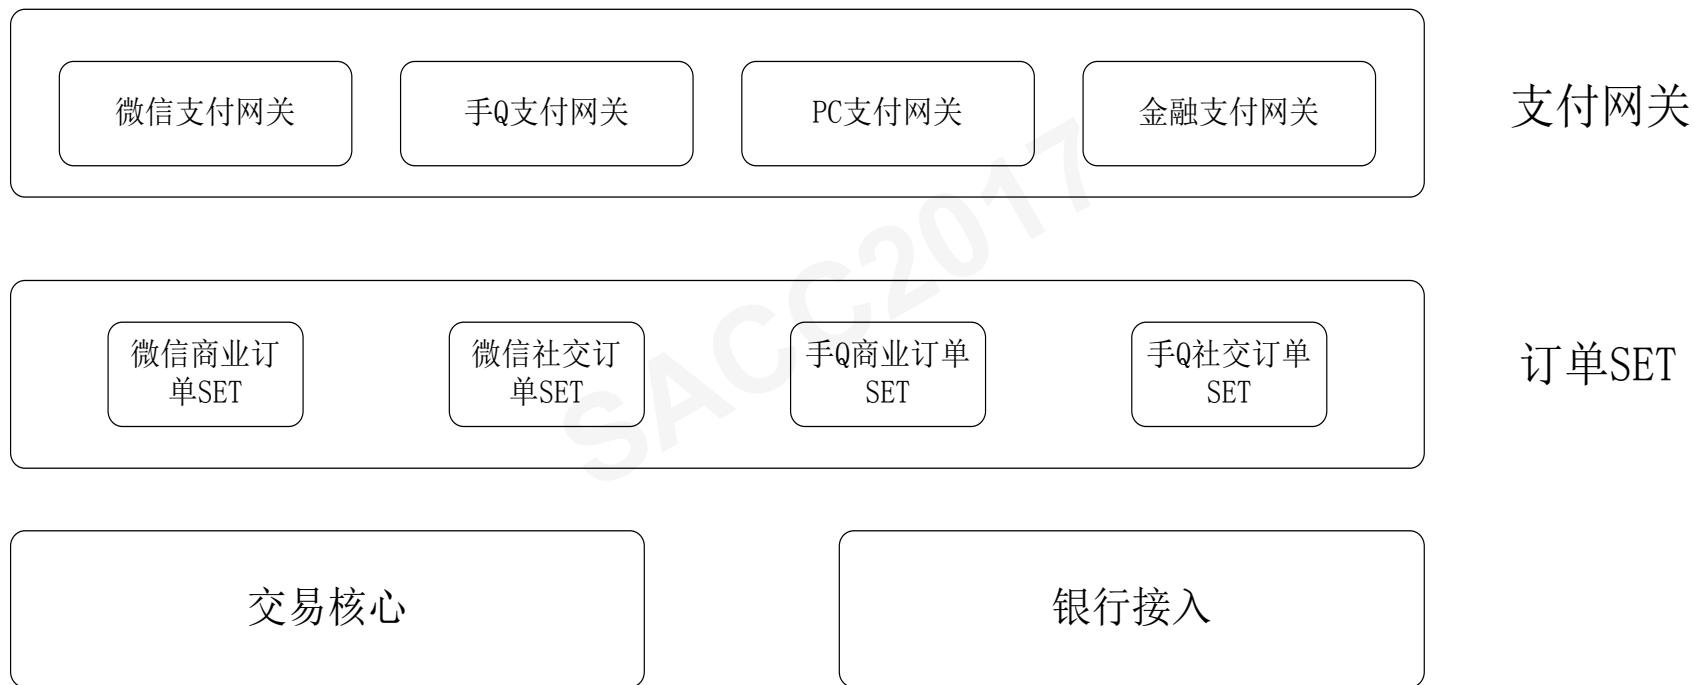 微信支付网关
手Q支付网关
PC支付网关
金融支付网关
支付网关
微信商业订
单SET
微信社交订
单SET
手Q商业订单
SET
手Q社交订单
SET
订单SET
交易核心
银行接入
SACC2017